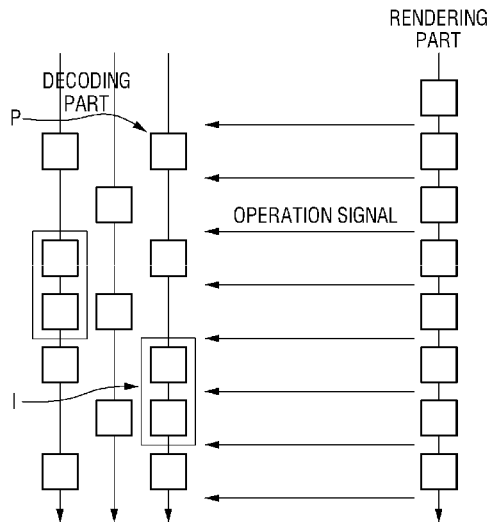 RENDERING
PART
DECODING
PART
P
OPERATION SIGNAL
I